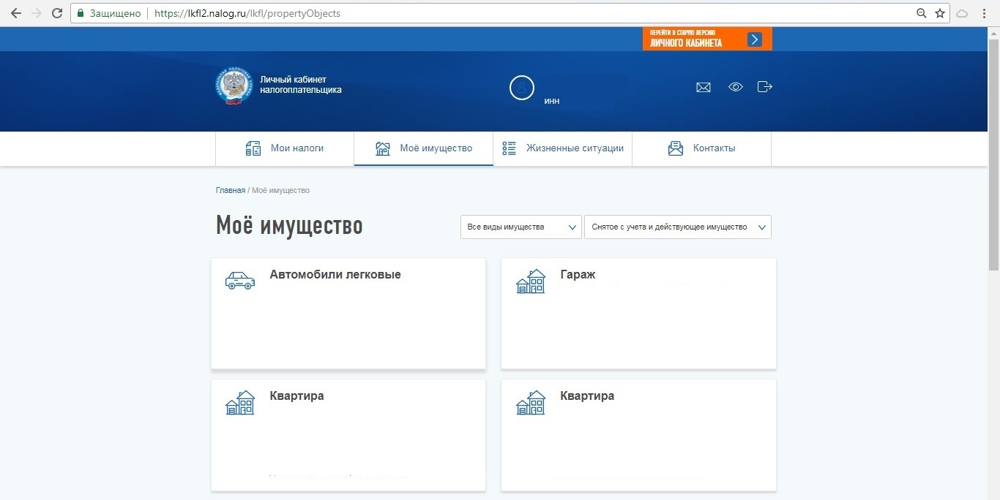 Защищено https://lkfl2.nalog.ru/lkfl/propertyObjects
ПЕРЕЙТИ В СТАРУЮ ВЕРСИЮ
ЛИЧНОГО КАБИНЕТА
Личный кабинет
налогоплательщика
ИНН
Мои налоги
Моё имущество
Жизненные ситуации
Контакты
Главная / Моё имущество
Моё имущество
Все виды имущества
Снятое с учета и действующее имущество
Автомобили легковые
Гараж
Квартира
Квартира